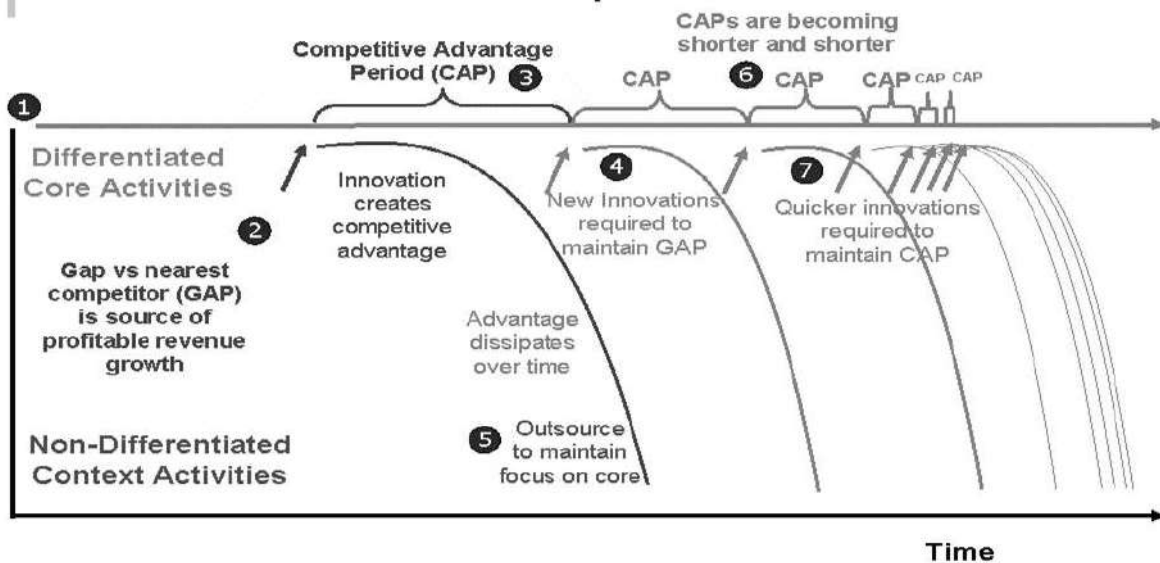 CAPs are becoming
shorter and shorter
Competitive Advantage
Period (CAP)
3
CAP
6
CAP
CAP
CAP
CAP
1
Differentiated
Core Activities
2
Innovation
creates
competitive
advantage
4
New Innovations
required to
maintain GAP
7
Quicker innovations
required to
maintain CAP
Gap vs nearest
competitor (GAP)
is source of
profitable revenue
growth
Advantage
dissipates
over time
Non-Differentiated
Context Activities
5
Outsource
to maintain
focus on core
Time